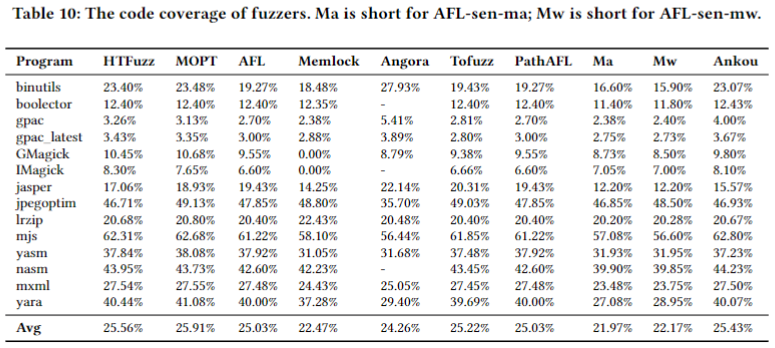 Table 10: The code coverage of fuzzers. Ma is short for AFL-sen-ma; Mw is short for AFL-sen-mw.
Program HTFuzz MOPT AFL Memlock Angora Tofuzz PathAFL Ma Mw Ankou
binutils 23.40% 23.48% 19.27% 18.48% 27.93% 19.43% 19.27% 16.60% 15.90% 23.07%
boolector 12.40% 12.40% 12.40% 12.35% - 12.40% 12.40% 11.40% 11.80% 12.43%
gpac 3.26% 3.13% 2.70% 2.38% 5.41% 2.81% 2.70% 2.38% 2.40% 4.00%
gpac_latest 3.43% 3.35% 3.00% 2.88% 3.89% 2.80% 3.00% 2.75% 2.73% 3.67%
GMagick 10.45% 10.68% 9.55% 0.00% 8.79% 9.38% 9.55% 8.73% 8.50% 9.80%
IMagick 8.30% 7.65% 6.60% 0.00% - 6.66% 6.60% 7.05% 7.00% 8.10%
jasper 17.06% 18.93% 19.43% 14.25% 22.14% 20.31% 19.43% 12.20% 12.20% 15.57%
jpegoptim 46.71% 49.13% 47.85% 48.80% 35.70% 49.03% 47.85% 46.85% 48.50% 46.93%
lrzip 20.68% 20.80% 20.40% 22.43% 20.48% 20.40% 20.40% 20.20% 20.28% 20.67%
mjs 62.31% 62.68% 61.22% 58.10% 56.44% 61.85% 61.22% 57.08% 56.60% 62.80%
yasm 37.84% 38.08% 37.92% 31.05% 31.68% 37.48% 37.92% 31.93% 31.95% 37.23%
nasm 43.95% 43.73% 42.60% 42.23% - 43.45% 42.60% 39.90% 39.85% 44.23%
mxml 27.54% 27.55% 27.48% 24.43% 25.05% 27.45% 27.48% 23.48% 23.75% 27.50%
yara 40.44% 41.08% 40.00% 37.28% 29.40% 39.69% 40.00% 27.08% 28.95% 40.07%
Avg 25.56% 25.91% 25.03% 22.47% 24.26% 25.22% 25.03% 21.97% 22.17% 25.43%